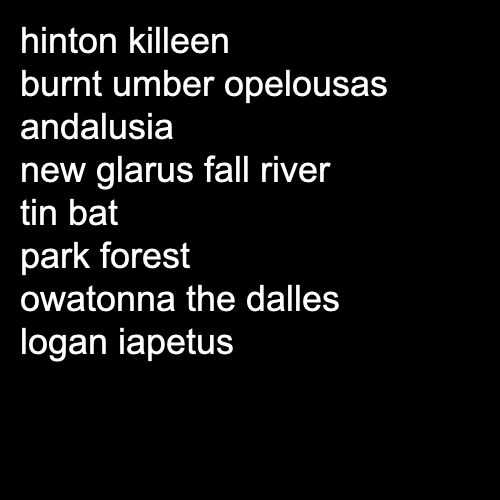 hinton killeen
burnt umber opelousas
andalusia
new glarus fall river
tin bat
park forest
owatonna the dalles
logan iapetus